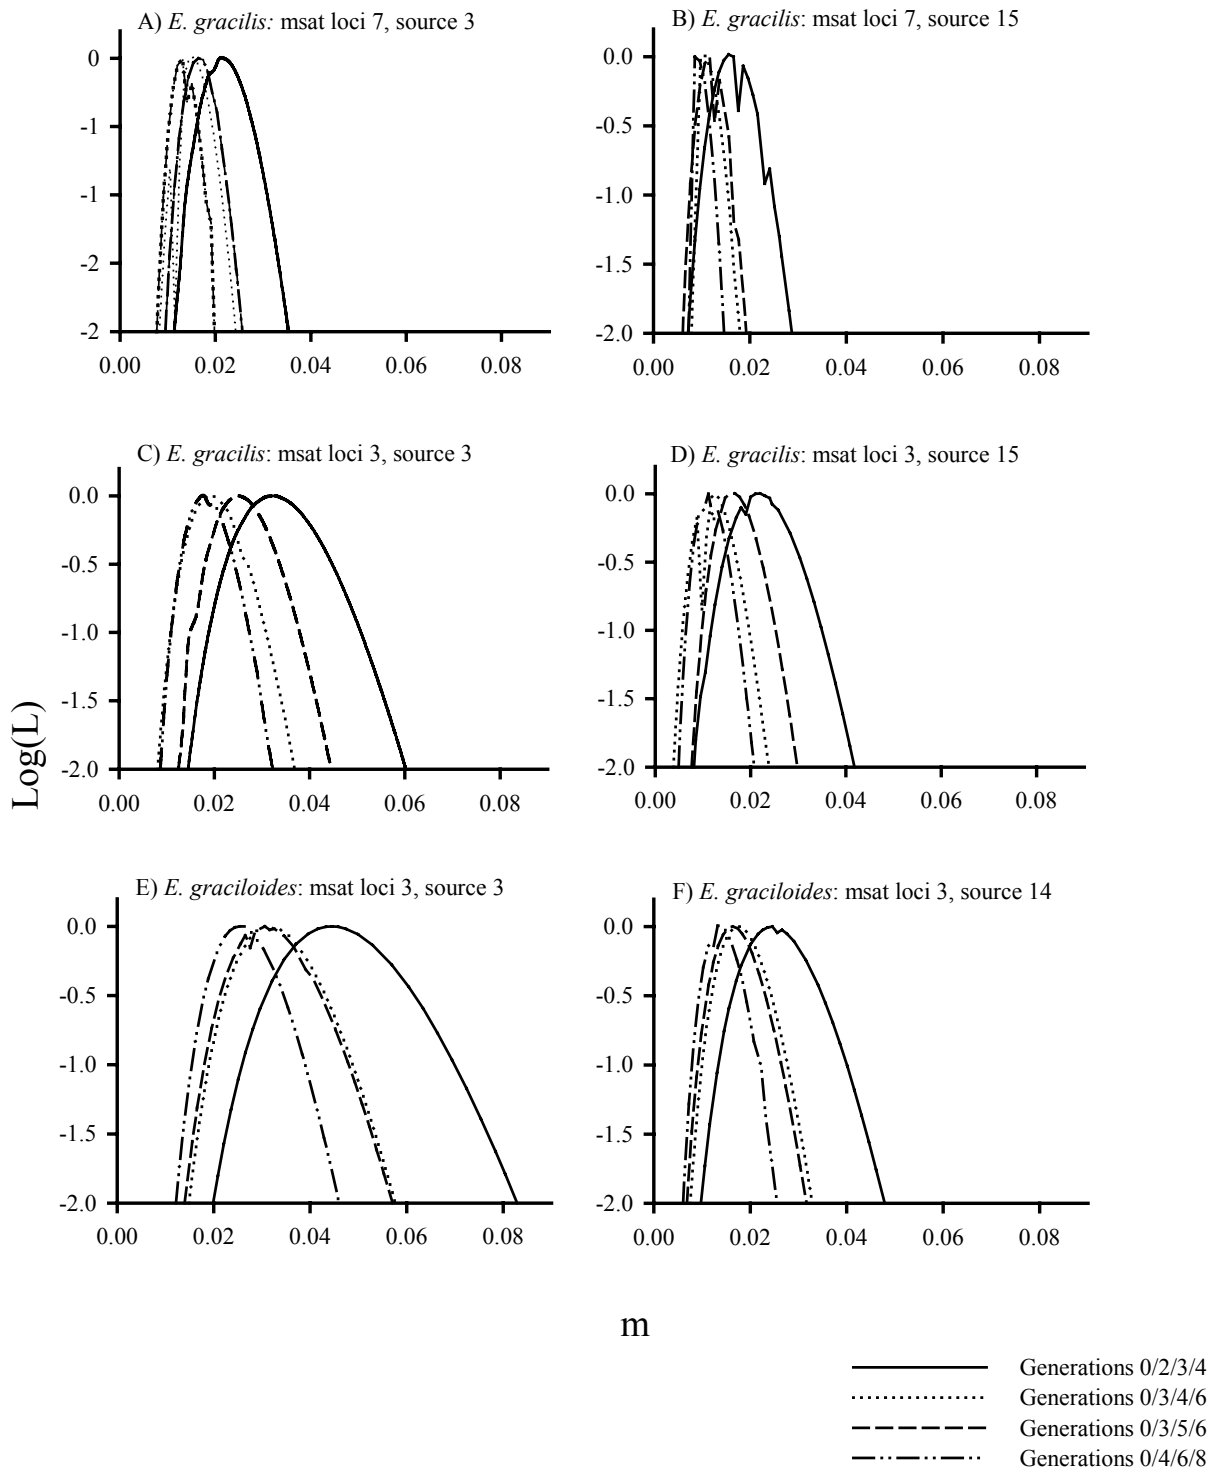 A) E. gracilis: msat loci 7, source 3
0
-1
-1
-2
-2
0.00 0.02 0.04 0.06 0.08
B) E. gracilis: msat loci 7, source 15
0.0
-0.5
-1.0
-1.5
-2.0
0.00 0.02 0.04 0.06 0.08
C) E. gracilis: msat loci 3, source 3
0.0
-0.5
-1.0
-1.5
-2.0
0.00 0.02 0.04 0.06 0.08
D) E. gracilis: msat loci 3, source 15
0.0
-0.5
-1.0
-1.5
-2.0
0.00 0.02 0.04 0.06 0.08
Log(L)
E) E. graciloides: msat loci 3, source 3
0.0
-0.5
-1.0
-1.5
-2.0
0.00 0.02 0.04 0.06 0.08
F) E. graciloides: msat loci 3, source 14
0.0
-0.5
-1.0
-1.5
-2.0
0.00 0.02 0.04 0.06 0.08
m
Generations 0/2/3/4
Generations 0/3/4/6
Generations 0/3/5/6
Generations 0/4/6/8